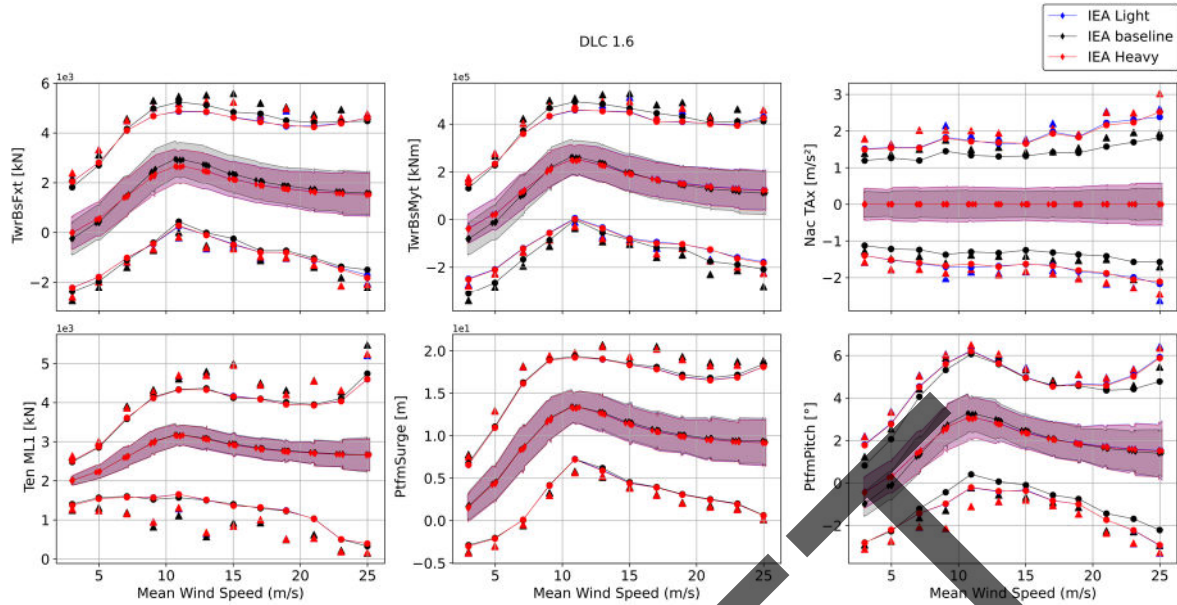 IEA Light
IEA baseline
IEA Heavy
DLC 1.6
1e3
6
4
2
0
−2
TwrBsFxt [kN]
1e5
6
4
2
0
−2
TwrBsMyt [kNm]
3
2
1
0
−1
−2
Nac TAx [m/s²]
1e3
5
4
3
2
1
0
Ten ML1 [kN]
5 10 15 20 25
Mean Wind Speed (m/s)
1e1
2.0
1.5
1.0
0.5
0.0
−0.5
PtfmSurge [m]
5 10 15 20 25
Mean Wind Speed (m/s)
6
4
2
0
−2
PtfmPitch [°]
5 10 15 20 25
Mean Wind Speed (m/s)